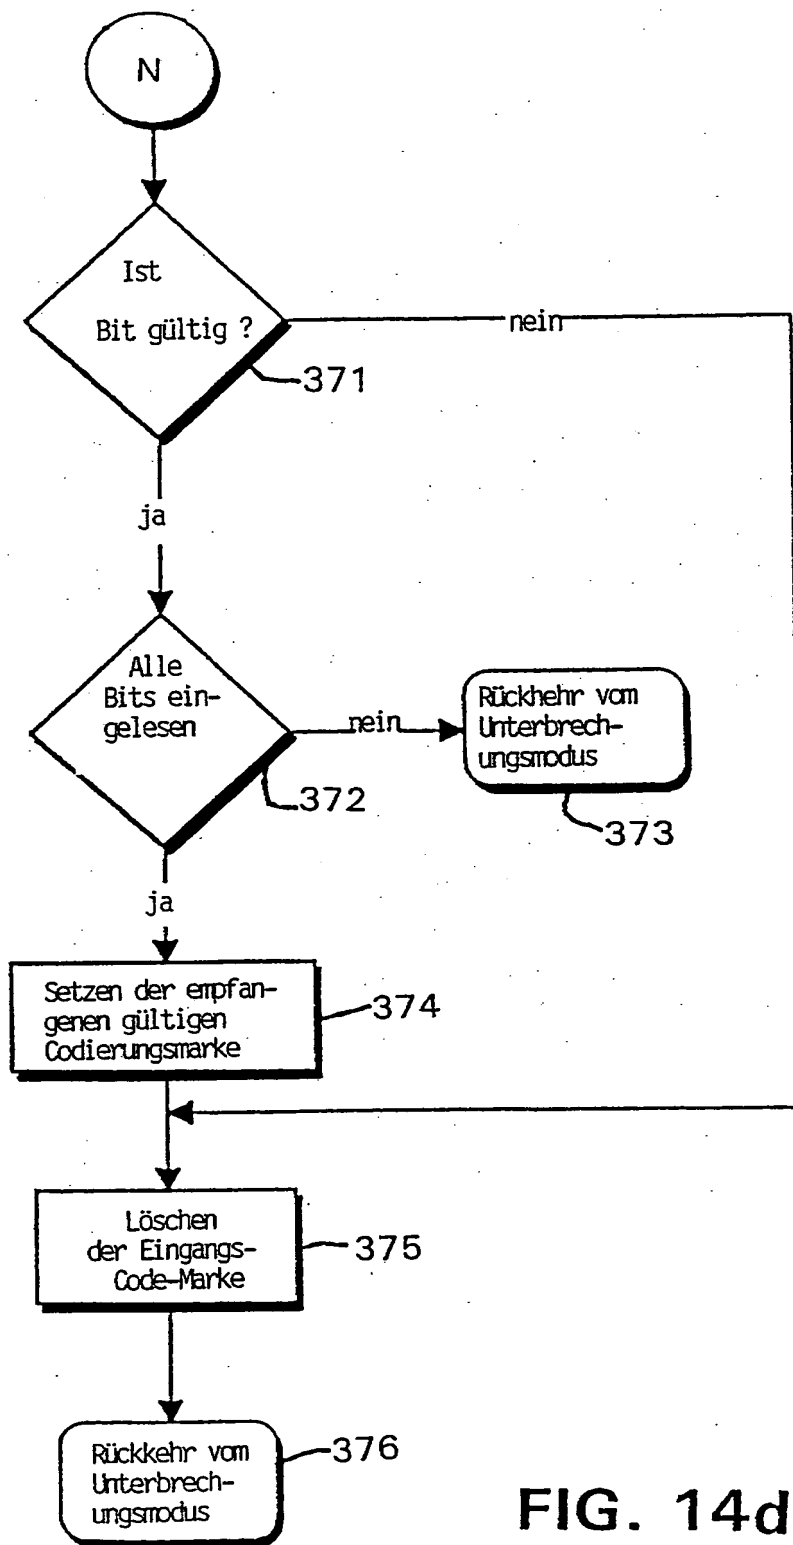 N
Ist
Bit gültig ?
nein
371
ja
Alle
Bits ein-
gelesen
nein
372
Rückhehr vom
Unterbrech-
ungsmodus
373
ja
Setzen der empfan-
genen gültigen
Codierungsmarke
374
Löschen
der Eingangs-
Code-Marke
375
Rückkehr vom
Unterbrech-
ungsmodus
376
FIG. 14d